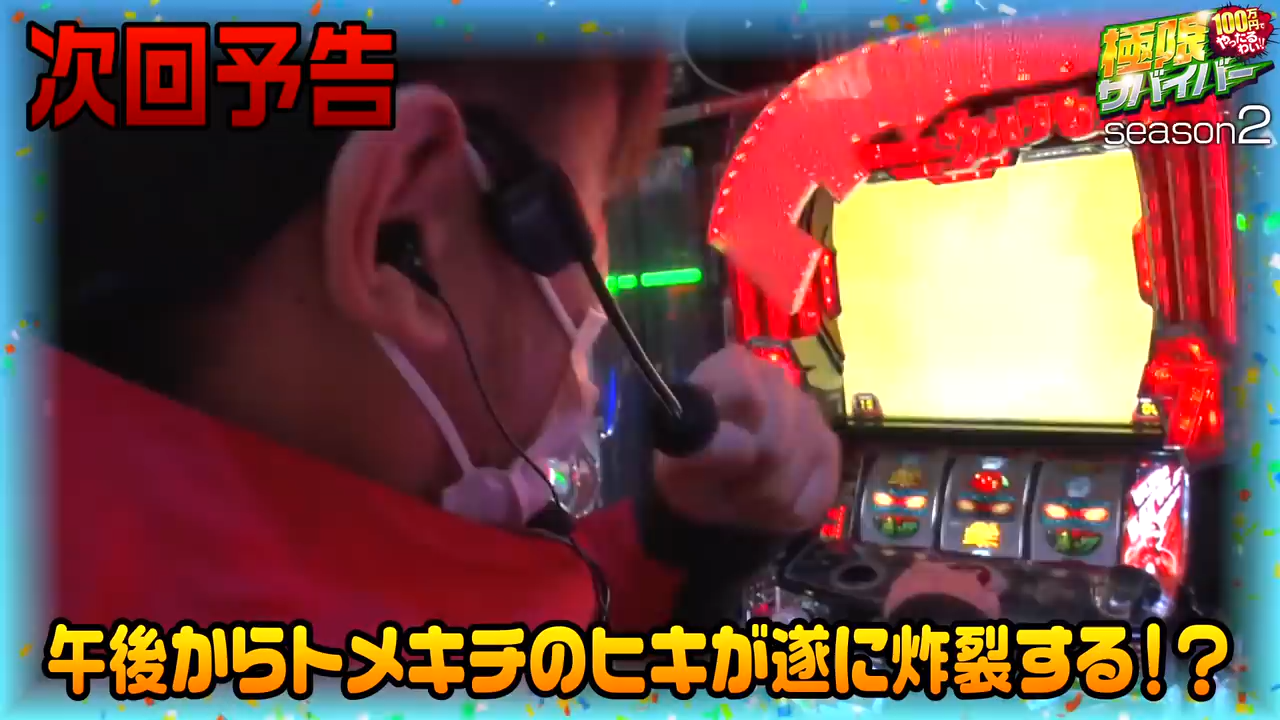 次回予告
100万円でやったるわい!!
極限
サバイバー
season2
午後からトメキチのヒキが遂に炸裂する!?